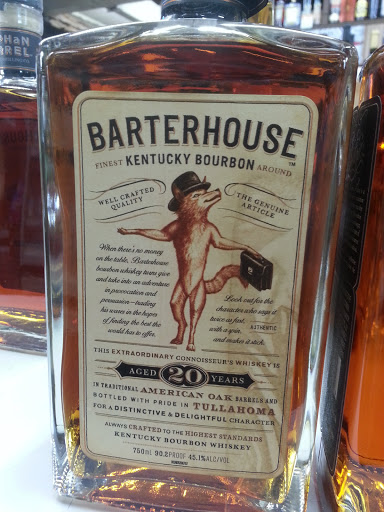 HAN
REL
BARTERHOUSE
TM
FINEST KENTUCKY BOURBON AROUND
WELL CRAFTED
QUALITY
THE GENUINE
ARTICLE
When there's no money
on the table, Barterhouse
bourbon whiskey turns give
and take into an adventure
in provocation and
persuasion—trading
his wares in the hopes
of finding the best the
world has to offer.
Look out for the
character who says it
twice as fast,
AUTHENTIC
with a spin,
and makes it stick.
THIS EXTRAORDINARY CONNOISSEUR'S WHISKEY IS
AGED 20 YEARS
IN TRADITIONAL AMERICAN OAK BARRELS AND
BOTTLED WITH PRIDE IN TULLAHOMA
FOR A DISTINCTIVE & DELIGHTFUL CHARACTER
ALWAYS CRAFTED TO THE HIGHEST STANDARDS
KENTUCKY BOURBON WHISKEY
750ml 90.2PROOF 45.1%ALC/VOL